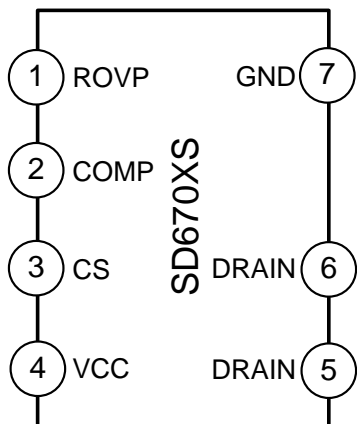 1 ROVP
GND 7
2 COMP
SD670XS
3 CS
DRAIN 6
4 VCC
DRAIN 5